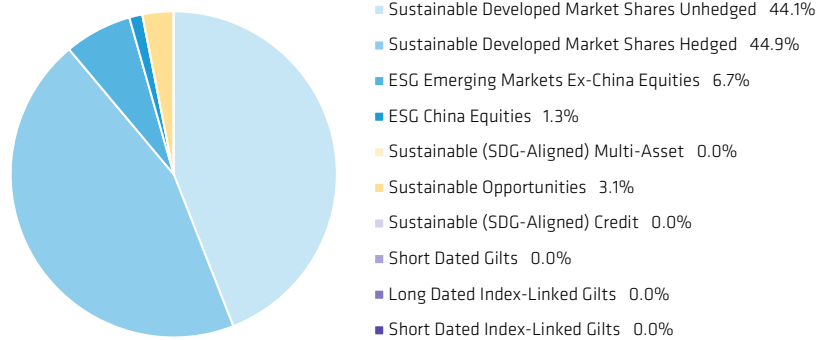 Sustainable Developed Market Shares Unhedged 44.1%
Sustainable Developed Market Shares Hedged 44.9%
ESG Emerging Markets Ex-China Equities 6.7%
ESG China Equities 1.3%
Sustainable (SDG-Aligned) Multi-Asset 0.0%
Sustainable Opportunities 3.1%
Sustainable (SDG-Aligned) Credit 0.0%
Short Dated Gilts 0.0%
Long Dated Index-Linked Gilts 0.0%
Short Dated Index-Linked Gilts 0.0%